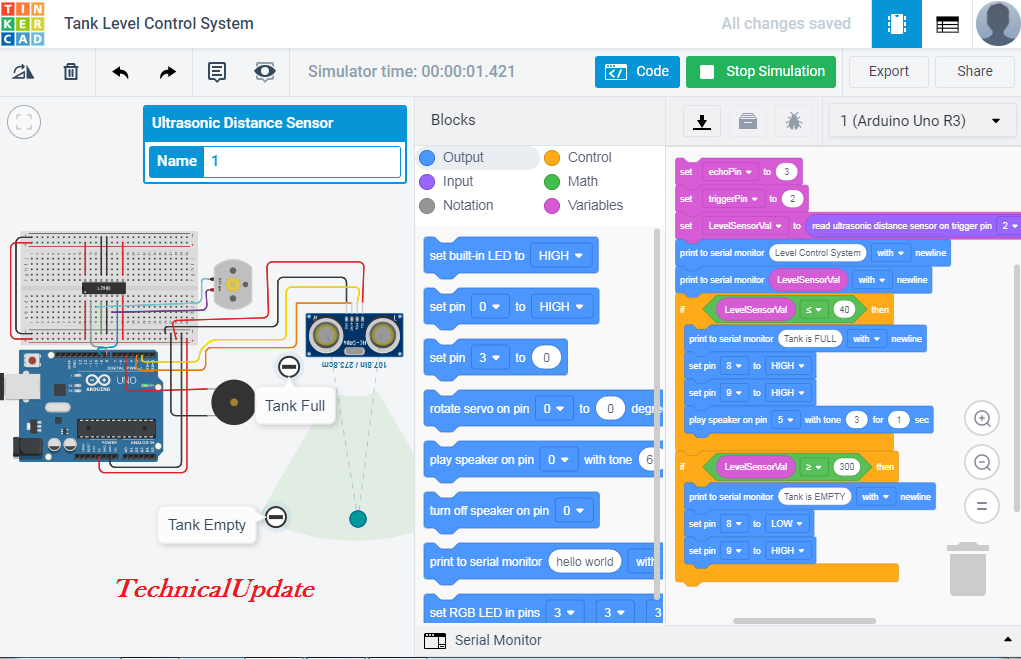 TIN
KER
CAD
Tank Level Control System
All changes saved
Simulator time: 00:00:01.421
Code
Stop Simulation
Export
Share
Ultrasonic Distance Sensor
Name 1
Blocks
1 (Arduino Uno R3)
Output
Control
Input
Math
Notation
Variables
set built-in LED to HIGH
set pin 0 to HIGH
set pin 3 to 0
rotate servo on pin 0 to 0 degre
play speaker on pin 0 with tone 6
turn off speaker on pin 0
print to serial monitor hello world with
set RGB LED in pins 3 3 3
Serial Monitor
set echoPin to 3
set triggerPin to 2
set LevelSensorVal to read ultrasonic distance sensor on trigger pin 2
print to serial monitor Level Control System with newline
print to serial monitor LevelSensorVal with newline
if LevelSensorVal ≤ 40 then
print to serial monitor Tank is FULL with newline
set pin 8 to HIGH
set pin 9 to HIGH
play speaker on pin 5 with tone 3 for 1 sec
if LevelSensorVal ≥ 300 then
print to serial monitor Tank is EMPTY with newline
set pin 8 to LOW
set pin 9 to HIGH
L293D
HC-SR04
107.8in / 273.8cm
UNO
ARDUINO
POWER
ANALOG IN
Tank Full
Tank Empty
TechnicalUpdate